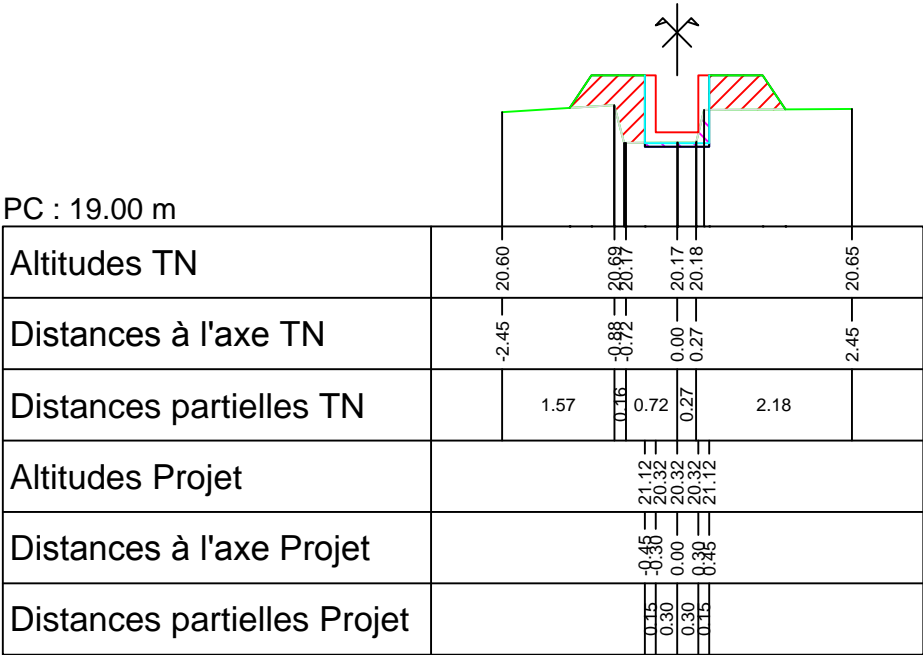 PC : 19.00 m
Altitudes TN 20.60 20.69 20.17 20.17 20.18 20.65
Distances à l'axe TN -2.45 -0.88 -0.72 0.00 0.27 2.45
Distances partielles TN 1.57 0.16 0.72 0.27 2.18
Altitudes Projet 21.12 20.32 20.32 20.32 21.12
Distances à l'axe Projet -0.45 -0.30 0.00 0.30 0.45
Distances partielles Projet 0.15 0.30 0.30 0.15